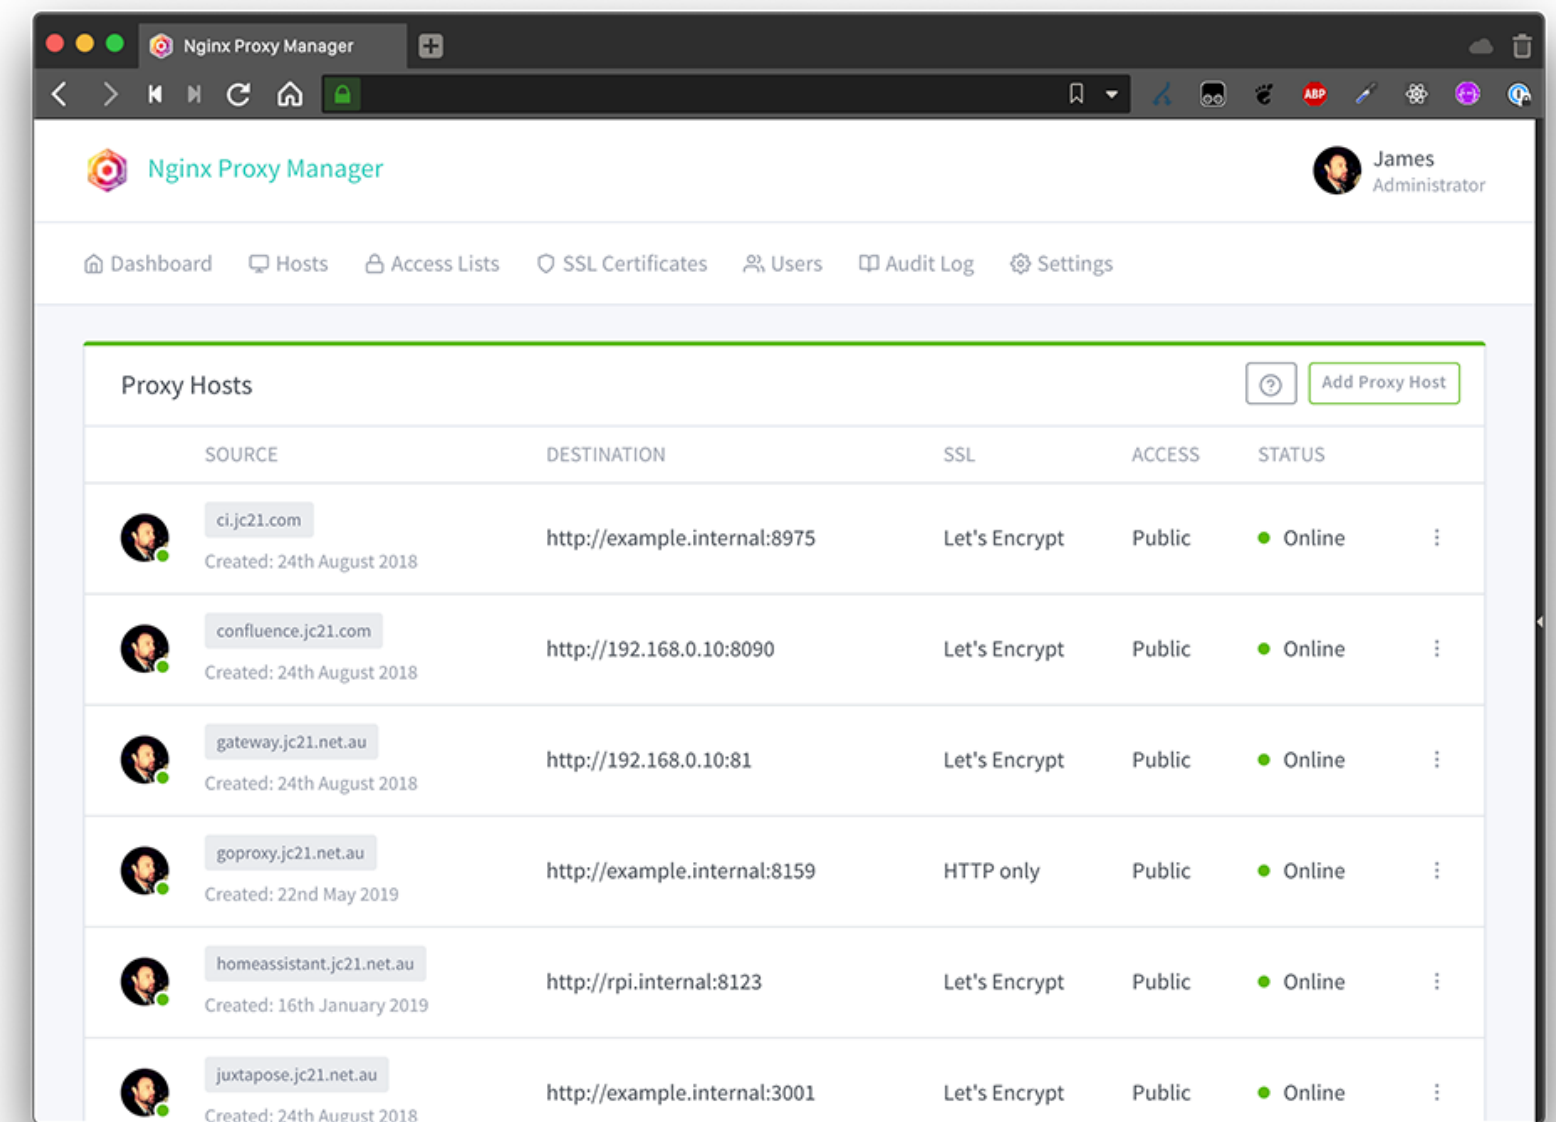 Nginx Proxy Manager
ABP
Nginx Proxy Manager
James
Administrator
Dashboard Hosts Access Lists SSL Certificates Users Audit Log Settings
Proxy Hosts
Add Proxy Host
SOURCE DESTINATION SSL ACCESS STATUS
ci.jc21.com
Created: 24th August 2018
http://example.internal:8975 Let's Encrypt Public Online
confluence.jc21.com
Created: 24th August 2018
http://192.168.0.10:8090 Let's Encrypt Public Online
gateway.jc21.net.au
Created: 24th August 2018
http://192.168.0.10:81 Let's Encrypt Public Online
goproxy.jc21.net.au
Created: 22nd May 2019
http://example.internal:8159 HTTP only Public Online
homeassistant.jc21.net.au
Created: 16th January 2019
http://rpi.internal:8123 Let's Encrypt Public Online
juxtapose.jc21.net.au
Created: 24th August 2018
http://example.internal:3001 Let's Encrypt Public Online